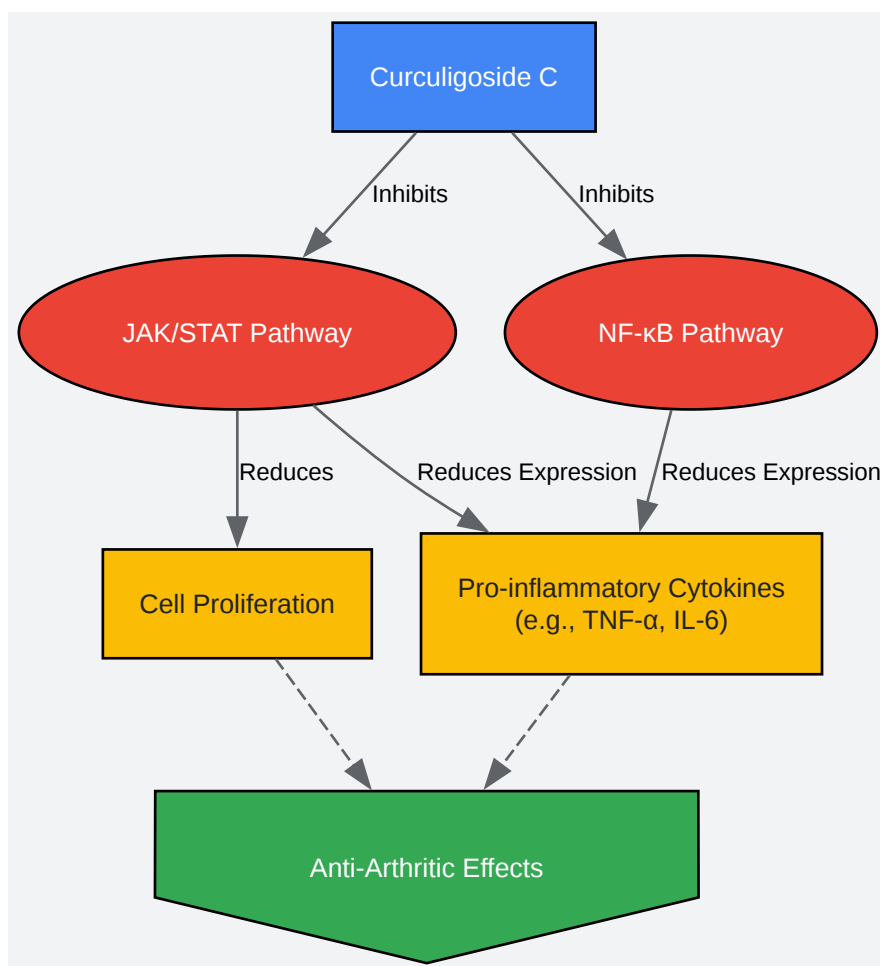 Curculigoside C
Inhibits
Inhibits
JAK/STAT Pathway
NF-κB Pathway
Reduces
Reduces Expression
Reduces Expression
Cell Proliferation
Pro-inflammatory Cytokines
(e.g., TNF-α, IL-6)
Anti-Arthritic Effects